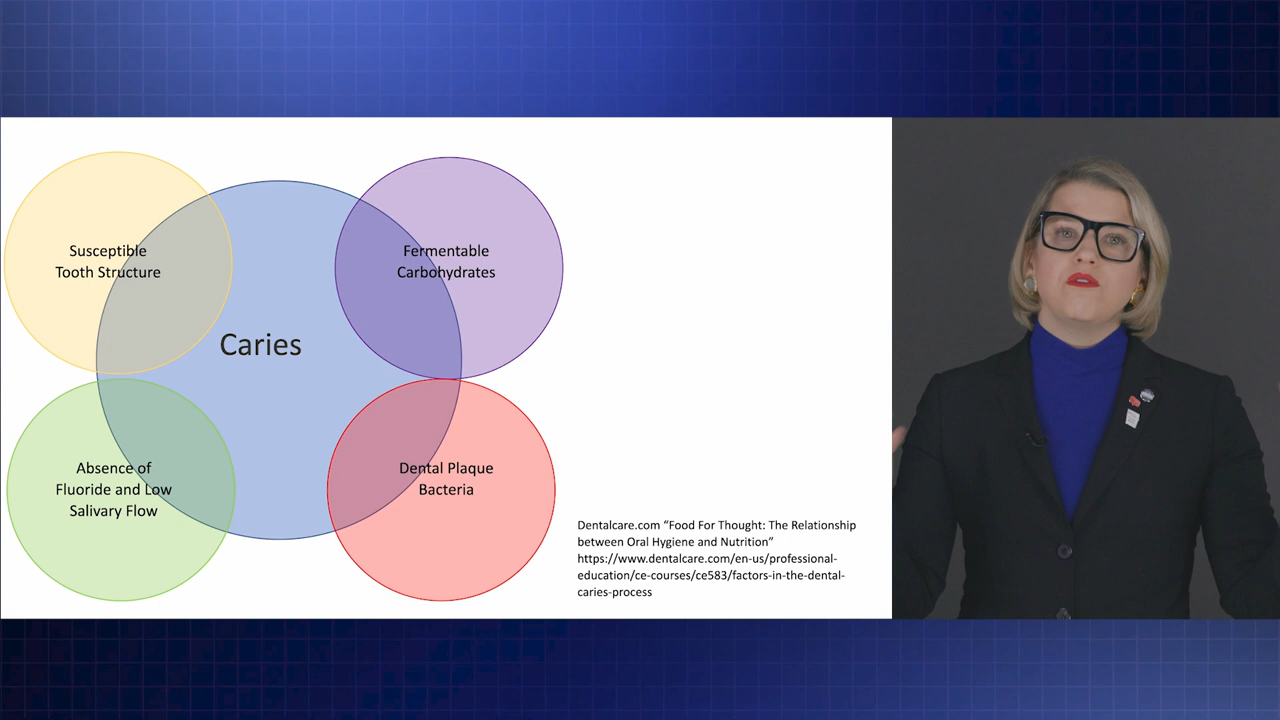 Susceptible
Tooth Structure
Fermentable
Carbohydrates
Caries
Absence of
Fluoride and Low
Salivary Flow
Dental Plaque
Bacteria
Dentalcare.com “Food For Thought: The Relationship
between Oral Hygiene and Nutrition”
https://www.dentalcare.com/en-us/professional-
education/ce-courses/ce583/factors-in-the-dental-
caries-process